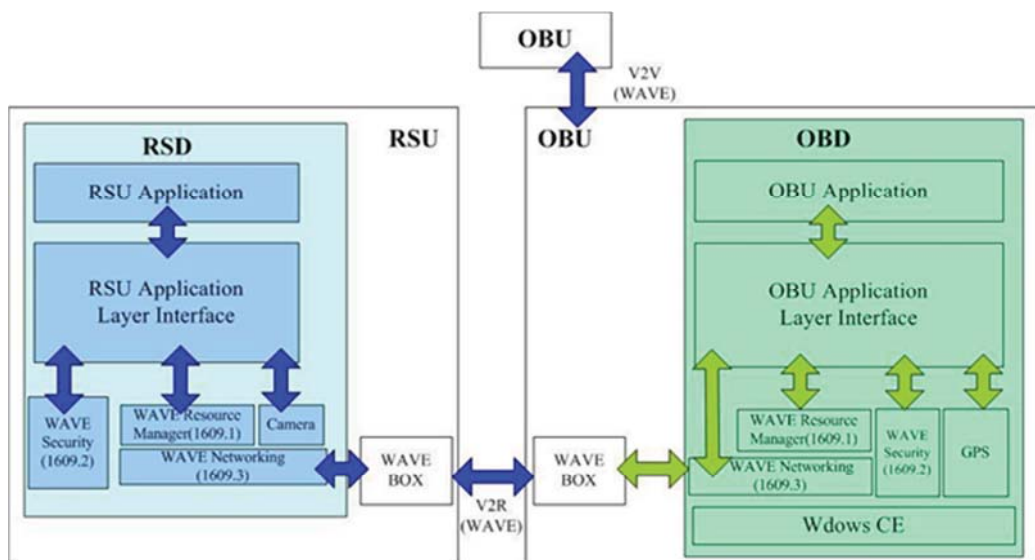 OBU
V2V
(WAVE)
RSD
RSU
RSU Application
RSU Application
Layer Interface
WAVE
Security
(1609.2)
WAVE Resource
Manager(1609.1)
Camera
WAVE Networking
(1609.3)
WAVE
BOX
V2R
(WAVE)
OBU
OBD
OBU Application
OBU Application
Layer Interface
WAVE
BOX
WAVE Resource
Manager(1609.1)
WAVE Networking
(1609.3)
WAVE
Security
(1609.2)
GPS
Wdows CE